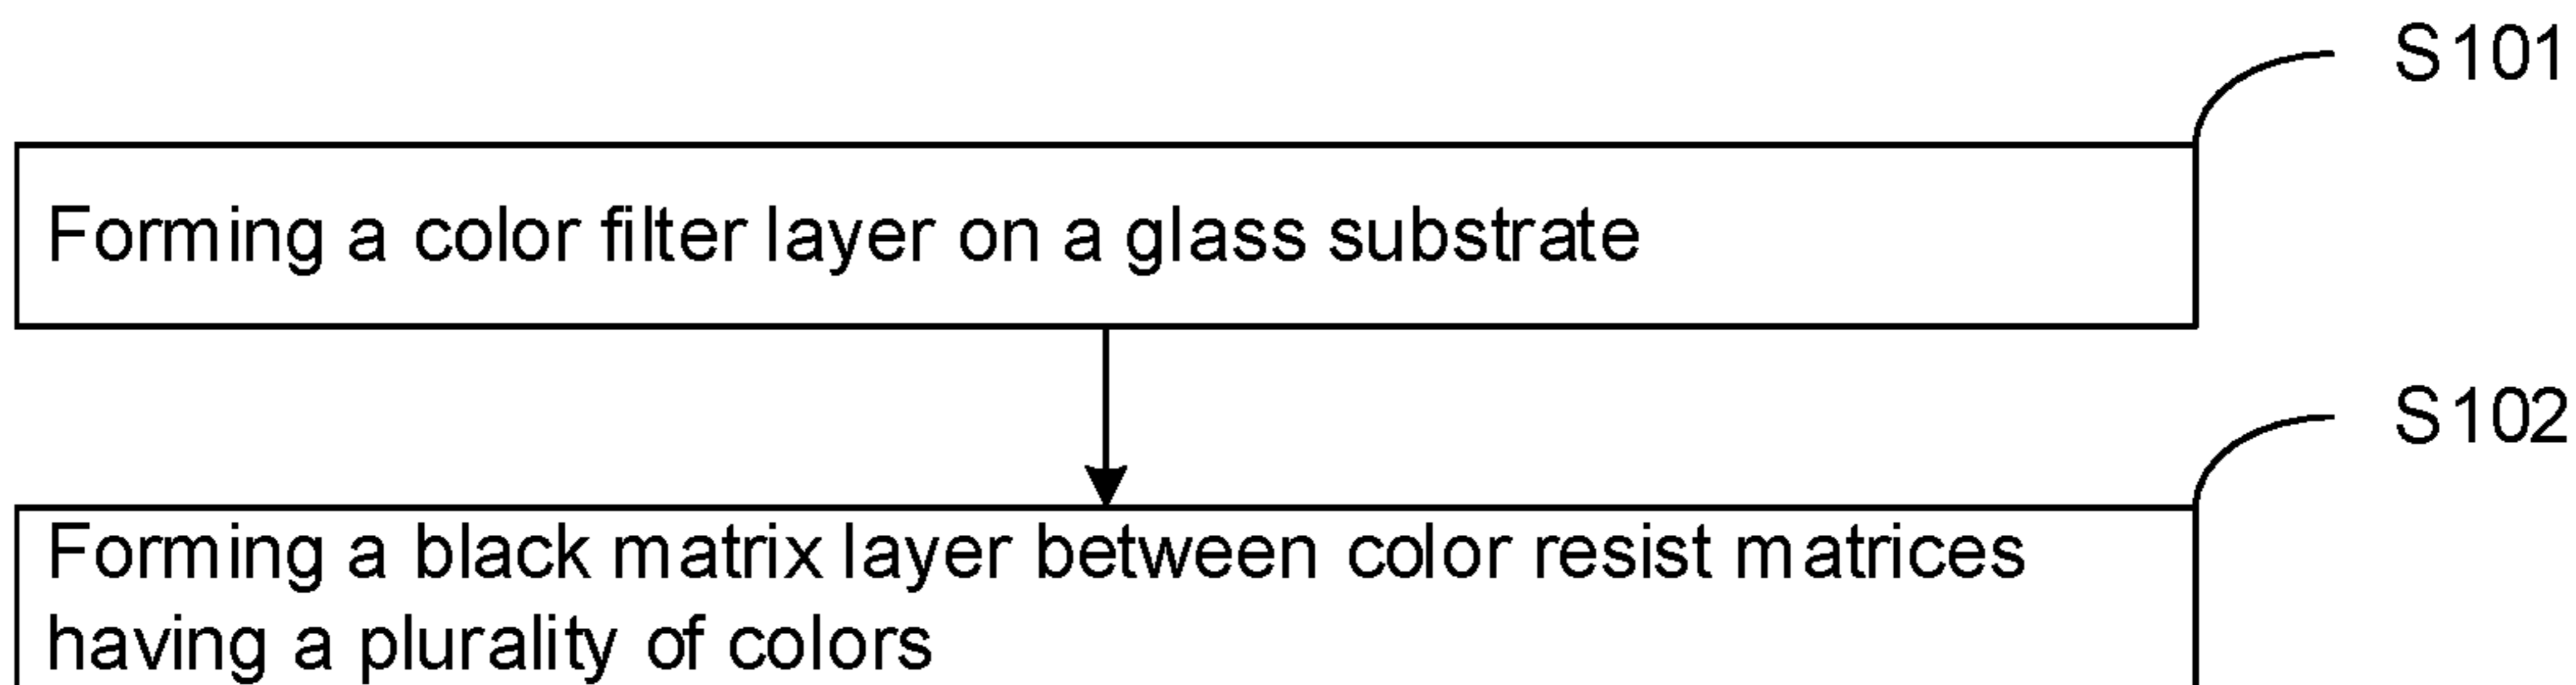 S101
Forming a color filter layer on a glass substrate
S102
Forming a black matrix layer between color resist matrices
having a plurality of colors